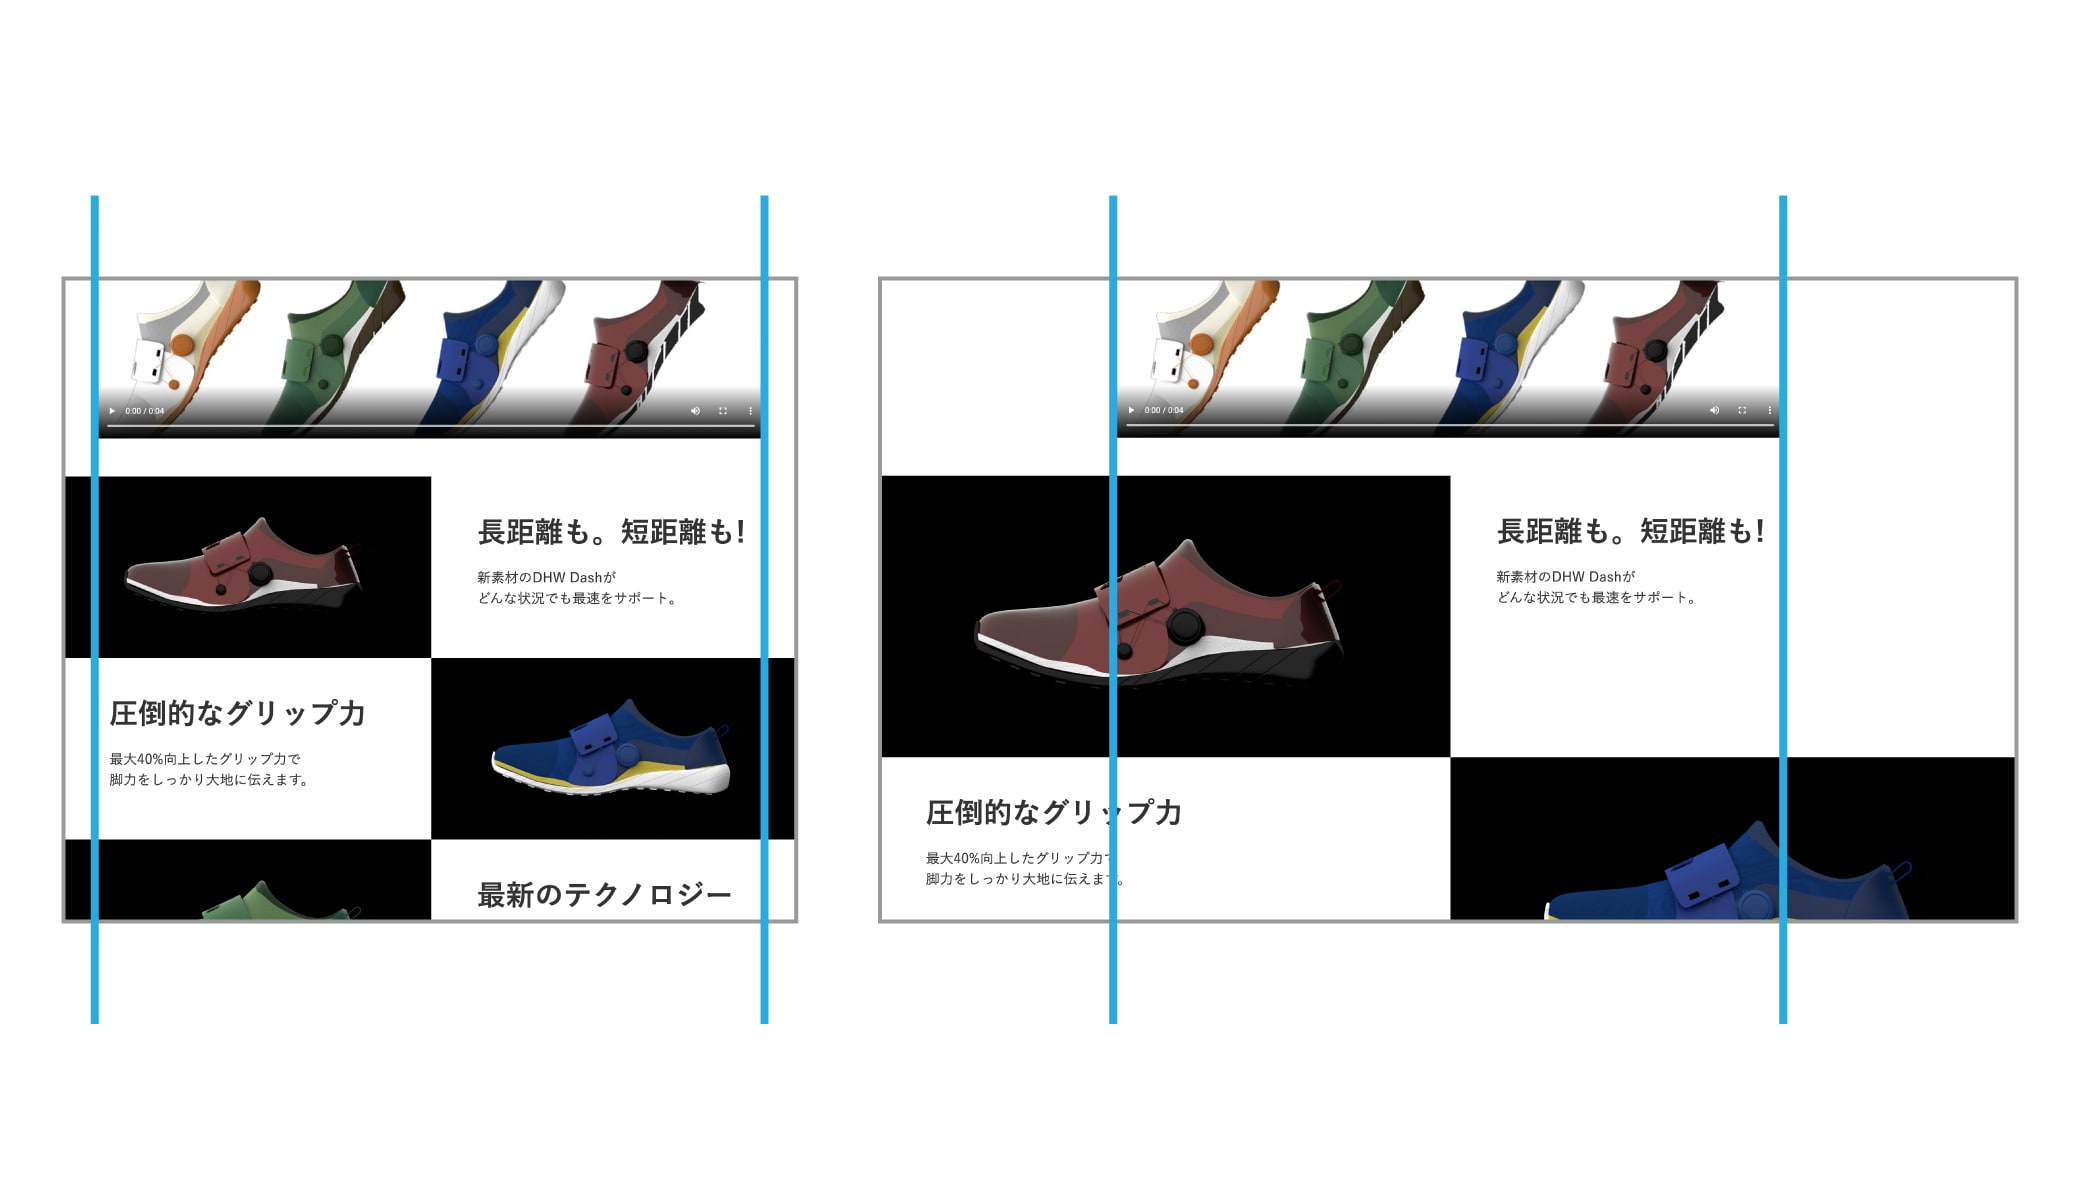 0:00 / 0:04
長距離も。短距離も!
新素材のDHW Dashが
どんな状況でも最速をサポート。
圧倒的なグリップ力
最大40%向上したグリップ力で
脚力をしっかり大地に伝えます。
最新のテクノロジー
0:00 / 0:04
長距離も。短距離も!
新素材のDHW Dashが
どんな状況でも最速をサポート。
圧倒的なグリップ力
最大40%向上したグリップ力で
脚力をしっかり大地に伝えます。